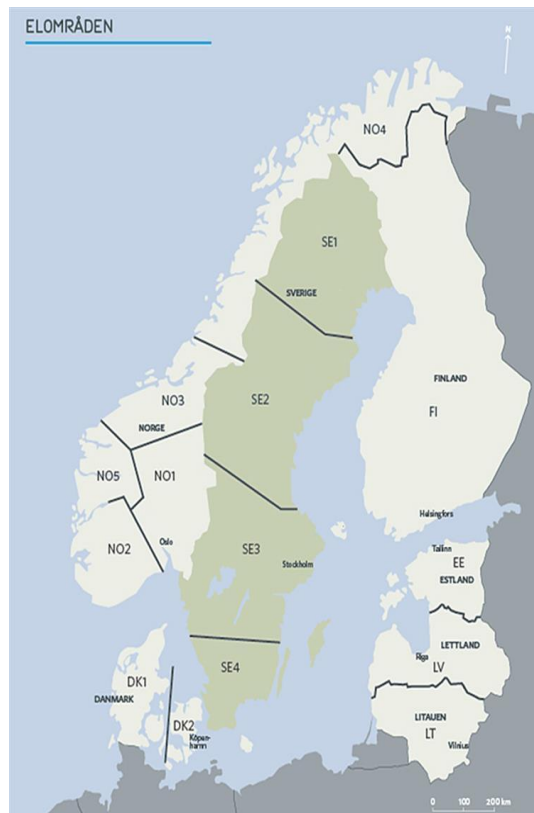 ELOMRÅDEN
N
NO4
SE1
SVERIGE
FINLAND
NO3
SE2
FI
NORGE
NO5
NO1
Halsingfors
Oslo
NO2
SE3
Tallinn
EE
Stockholm
ESTLAND
LETTLAND
Riga
LV
SE4
DK1
DANMARK
DK2
LITAUEN
LT
Köpen-
hamn
Vilnius
0 100 200 km